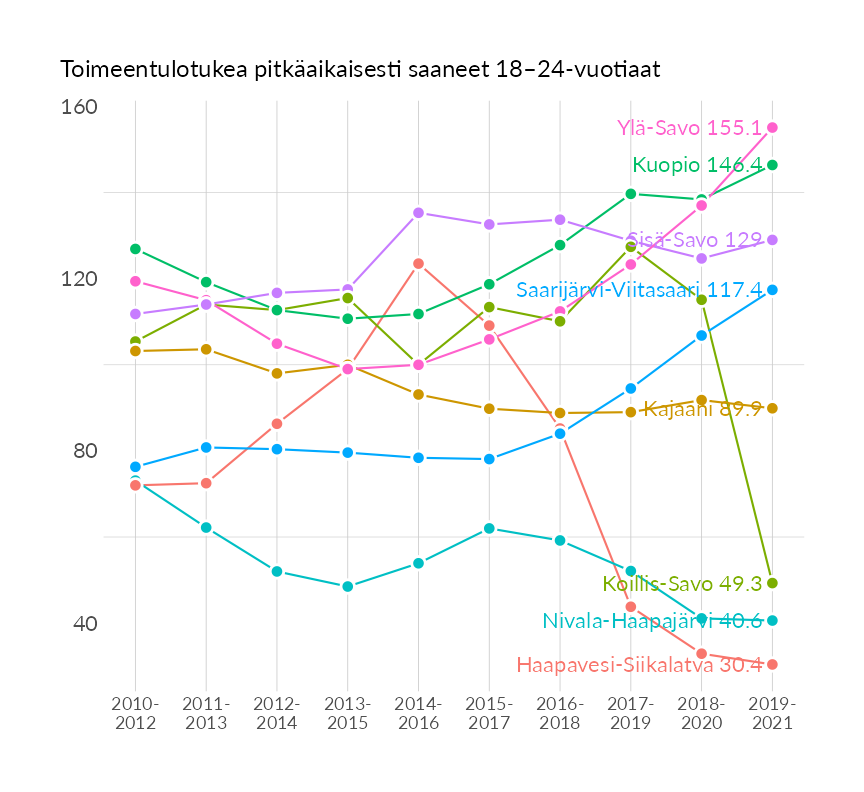 Toimeentulotukea pitkäaikaisesti saaneet 18–24-vuotiaat
160
Ylä-Savo 155.1
Kuopio 146.4
Sisä-Savo 129
120
Saarijärvi-Viitasaari 117.4
Kajaani 89.9
80
Koillis-Savo 49.3
40
Nivala-Haapajärvi 40.6
Haapavesi-Siikalatva 30.4
2010- 2011- 2012- 2013- 2014- 2015- 2016- 2017- 2018- 2019-
2012 2013 2014 2015 2016 2017 2018 2019 2020 2021